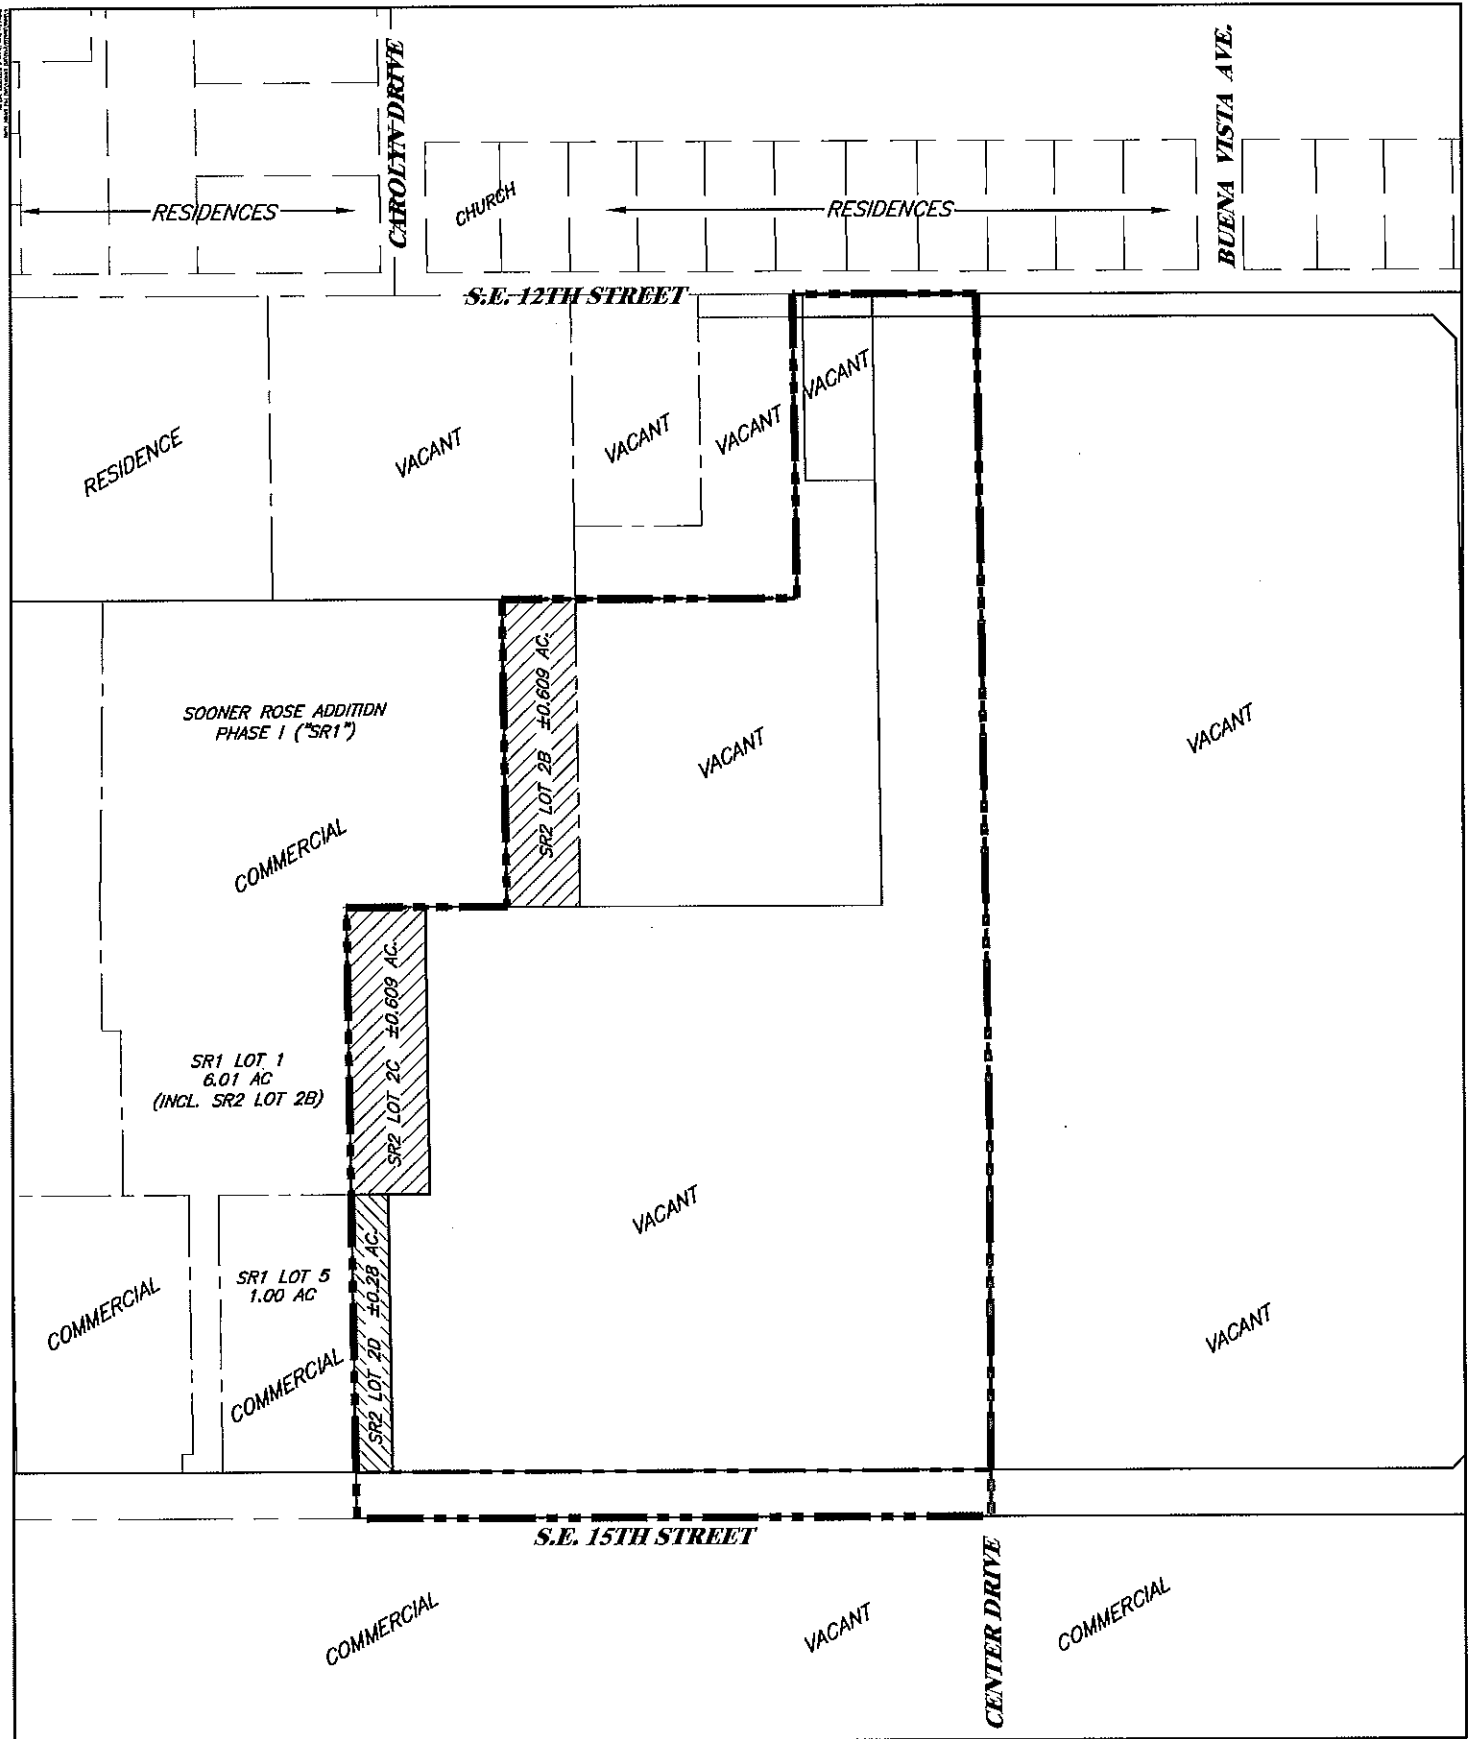 CAROLYN DRIVE
BUENA VISTA AVE.
RESIDENCES
CHURCH
RESIDENCES
S.E. 12TH STREET
RESIDENCE
VACANT
VACANT
VACANT
VACANT
SOONER ROSE ADDITION
PHASE I ("SR1")
COMMERCIAL
SR2 LOT 2B ±0.609 AC.
VACANT
VACANT
SR1 LOT 1
6.01 AC
(INCL. SR2 LOT 2B)
SR2 LOT 2C ±0.609 AC.
VACANT
COMMERCIAL
SR1 LOT 5
1.00 AC
COMMERCIAL
SR2 LOT 2D ±0.28 AC.
VACANT
S.E. 15TH STREET
COMMERCIAL
VACANT
CENTER DRIVE
COMMERCIAL